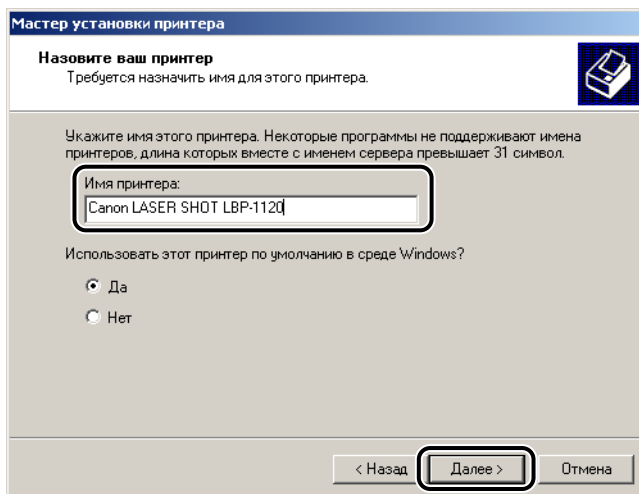 Мастер установки принтера
Назовите ваш принтер
Требуется назначить имя для этого принтера.
Укажите имя этого принтера. Некоторые программы не поддерживают имена
принтеров, длина которых вместе с именем сервера превышает 31 символ.
Имя принтера:
Canon LASER SHOT LBP-1120
Использовать этот принтер по умолчанию в среде Windows?
Да
Нет
< Назад Далее > Отмена